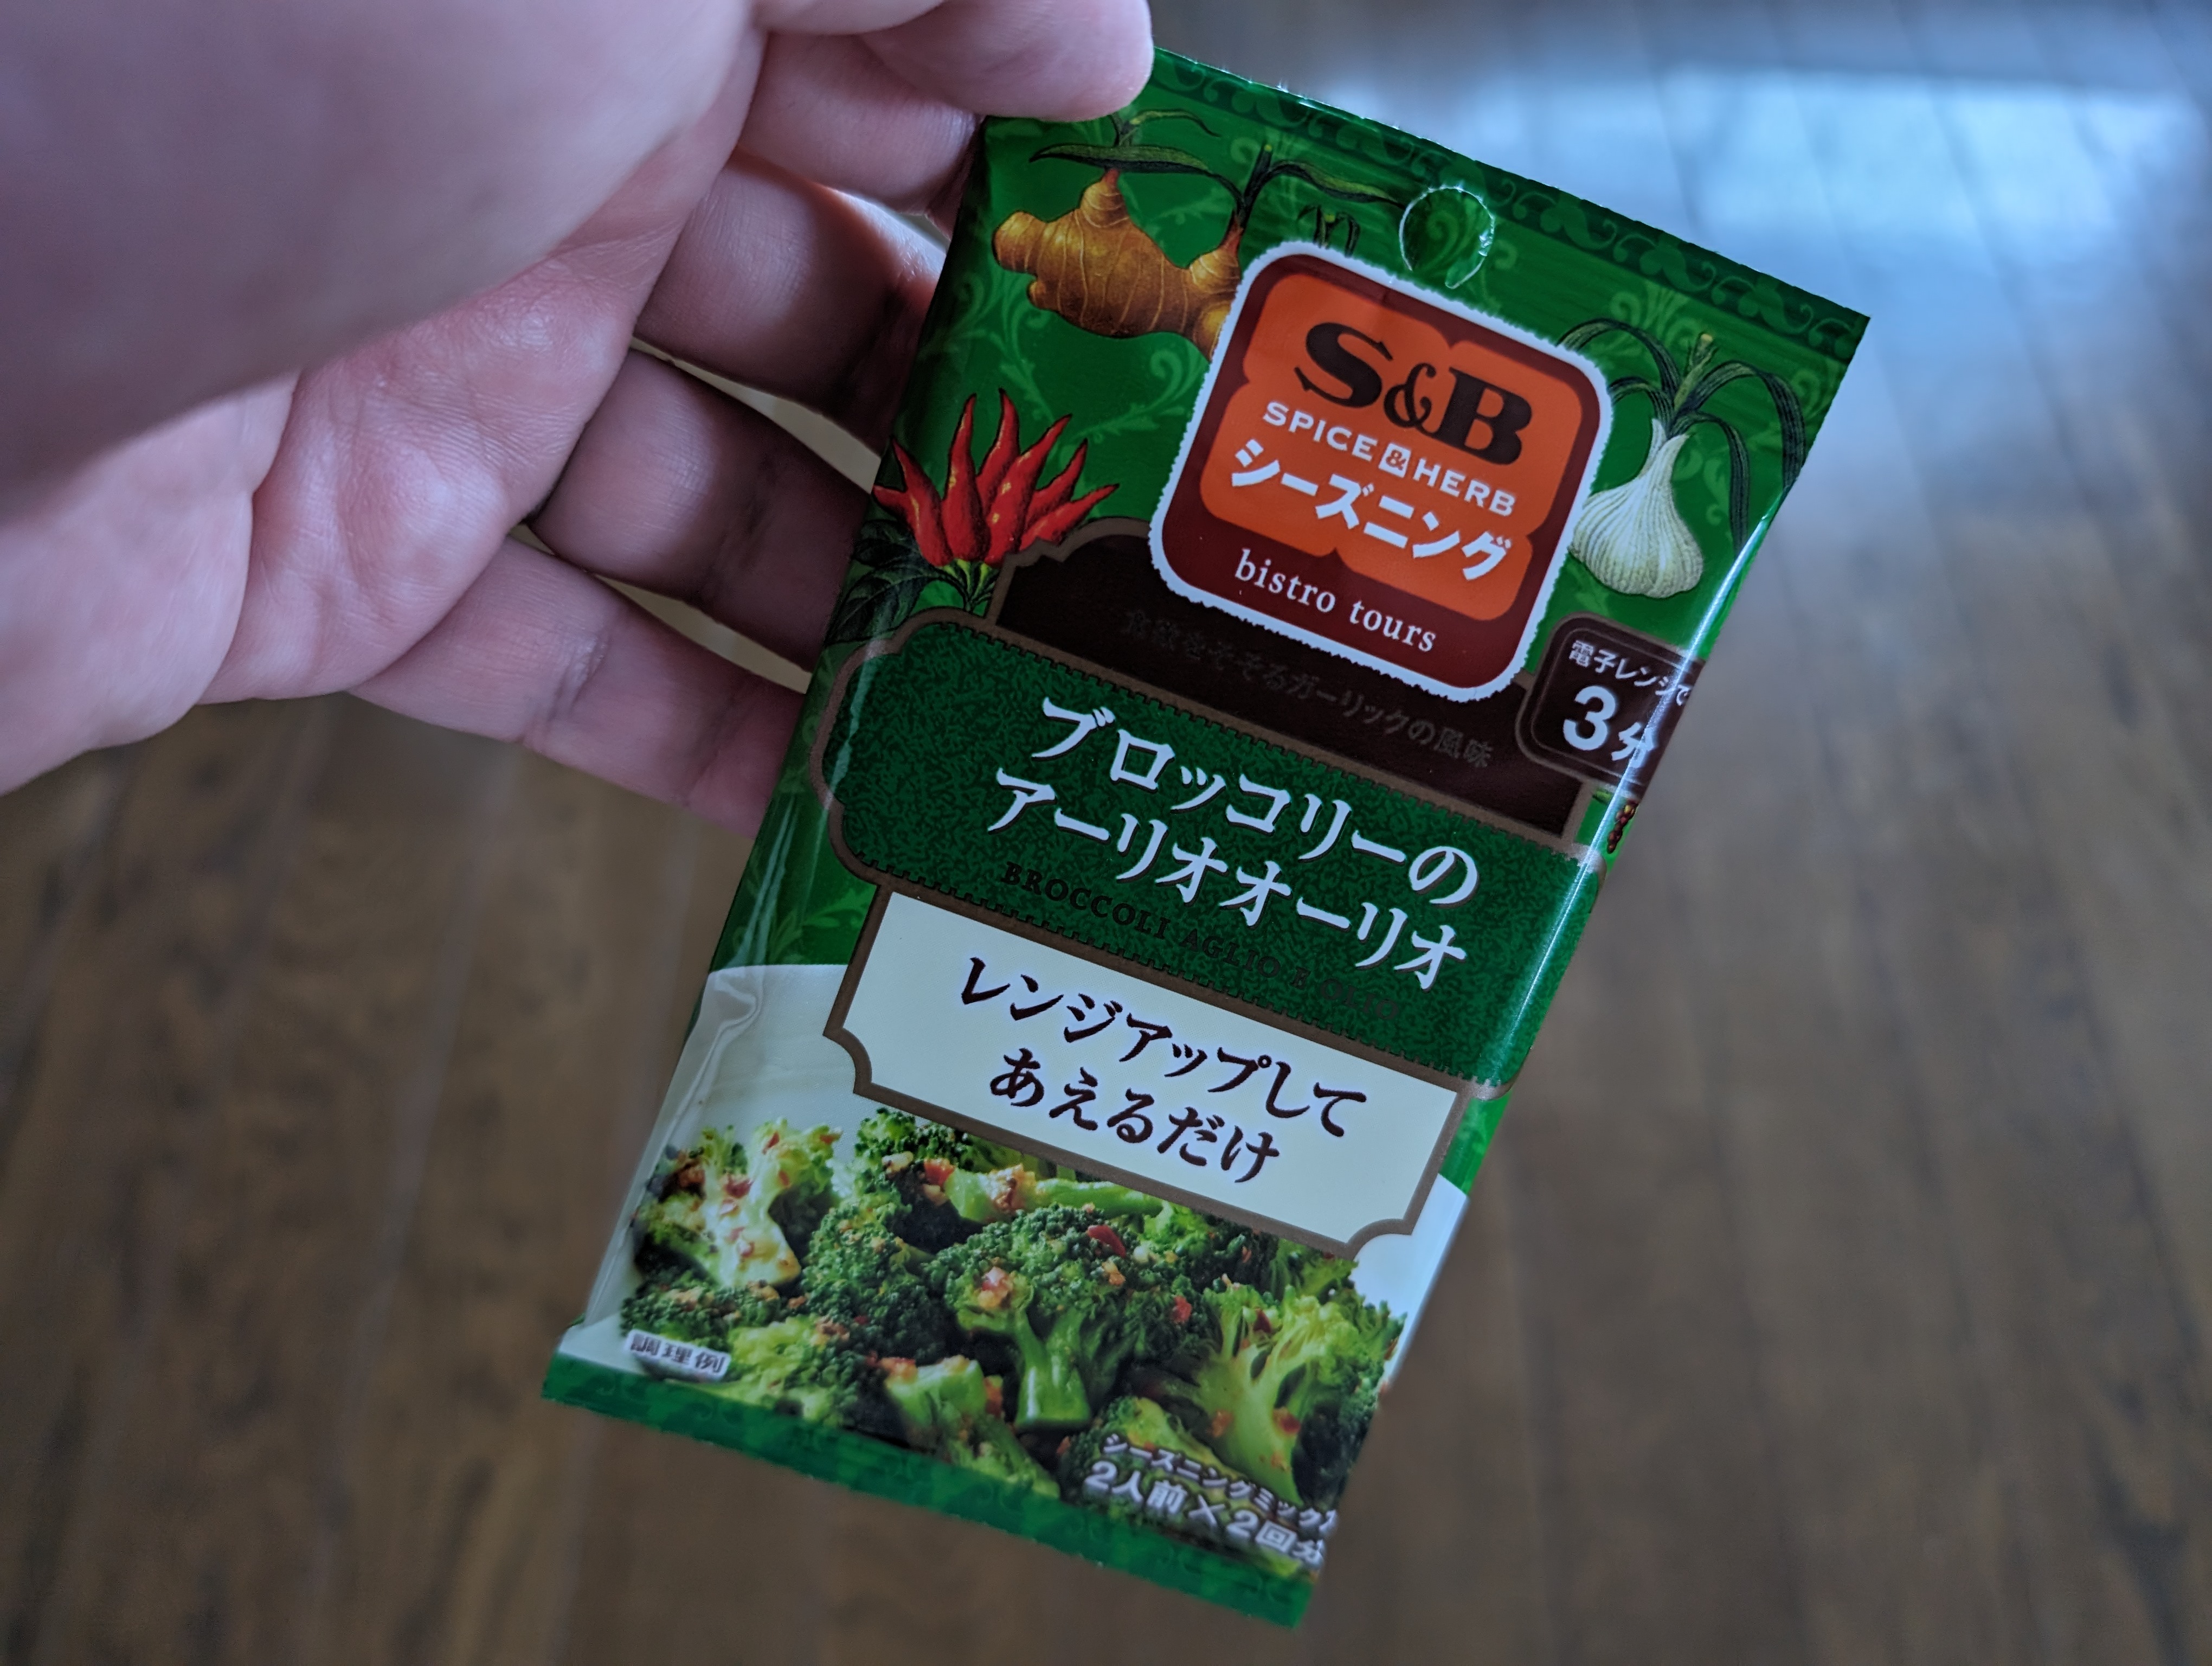 S&B
SPICE & HERB
シーズニング
bistro tours
食欲をそそるガーリックの風味
電子レンジで
3分
ブロッコリーの
アーリオオーリオ
BROCCOLI AGLIO E OLIO
レンジアップして
あえるだけ
調理例
シーズニングミックス
2人前×2回分